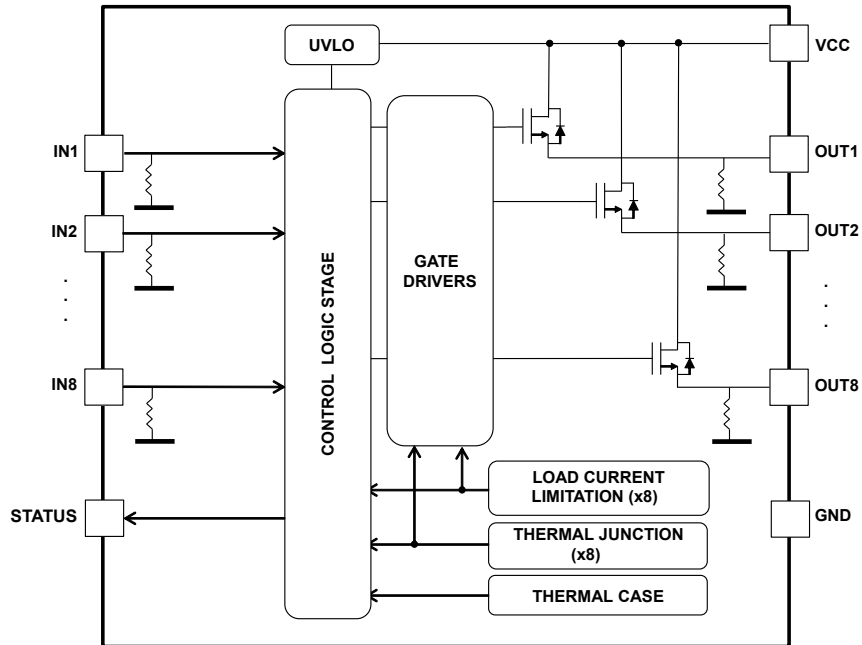 UVLO
VCC
IN1
OUT1
IN2
OUT2
.
.
.
.
.
.
CONTROL LOGIC STAGE
GATE
DRIVERS
IN8
OUT8
LOAD CURRENT
LIMITATION (x8)
STATUS
GND
THERMAL JUNCTION
(x8)
THERMAL CASE